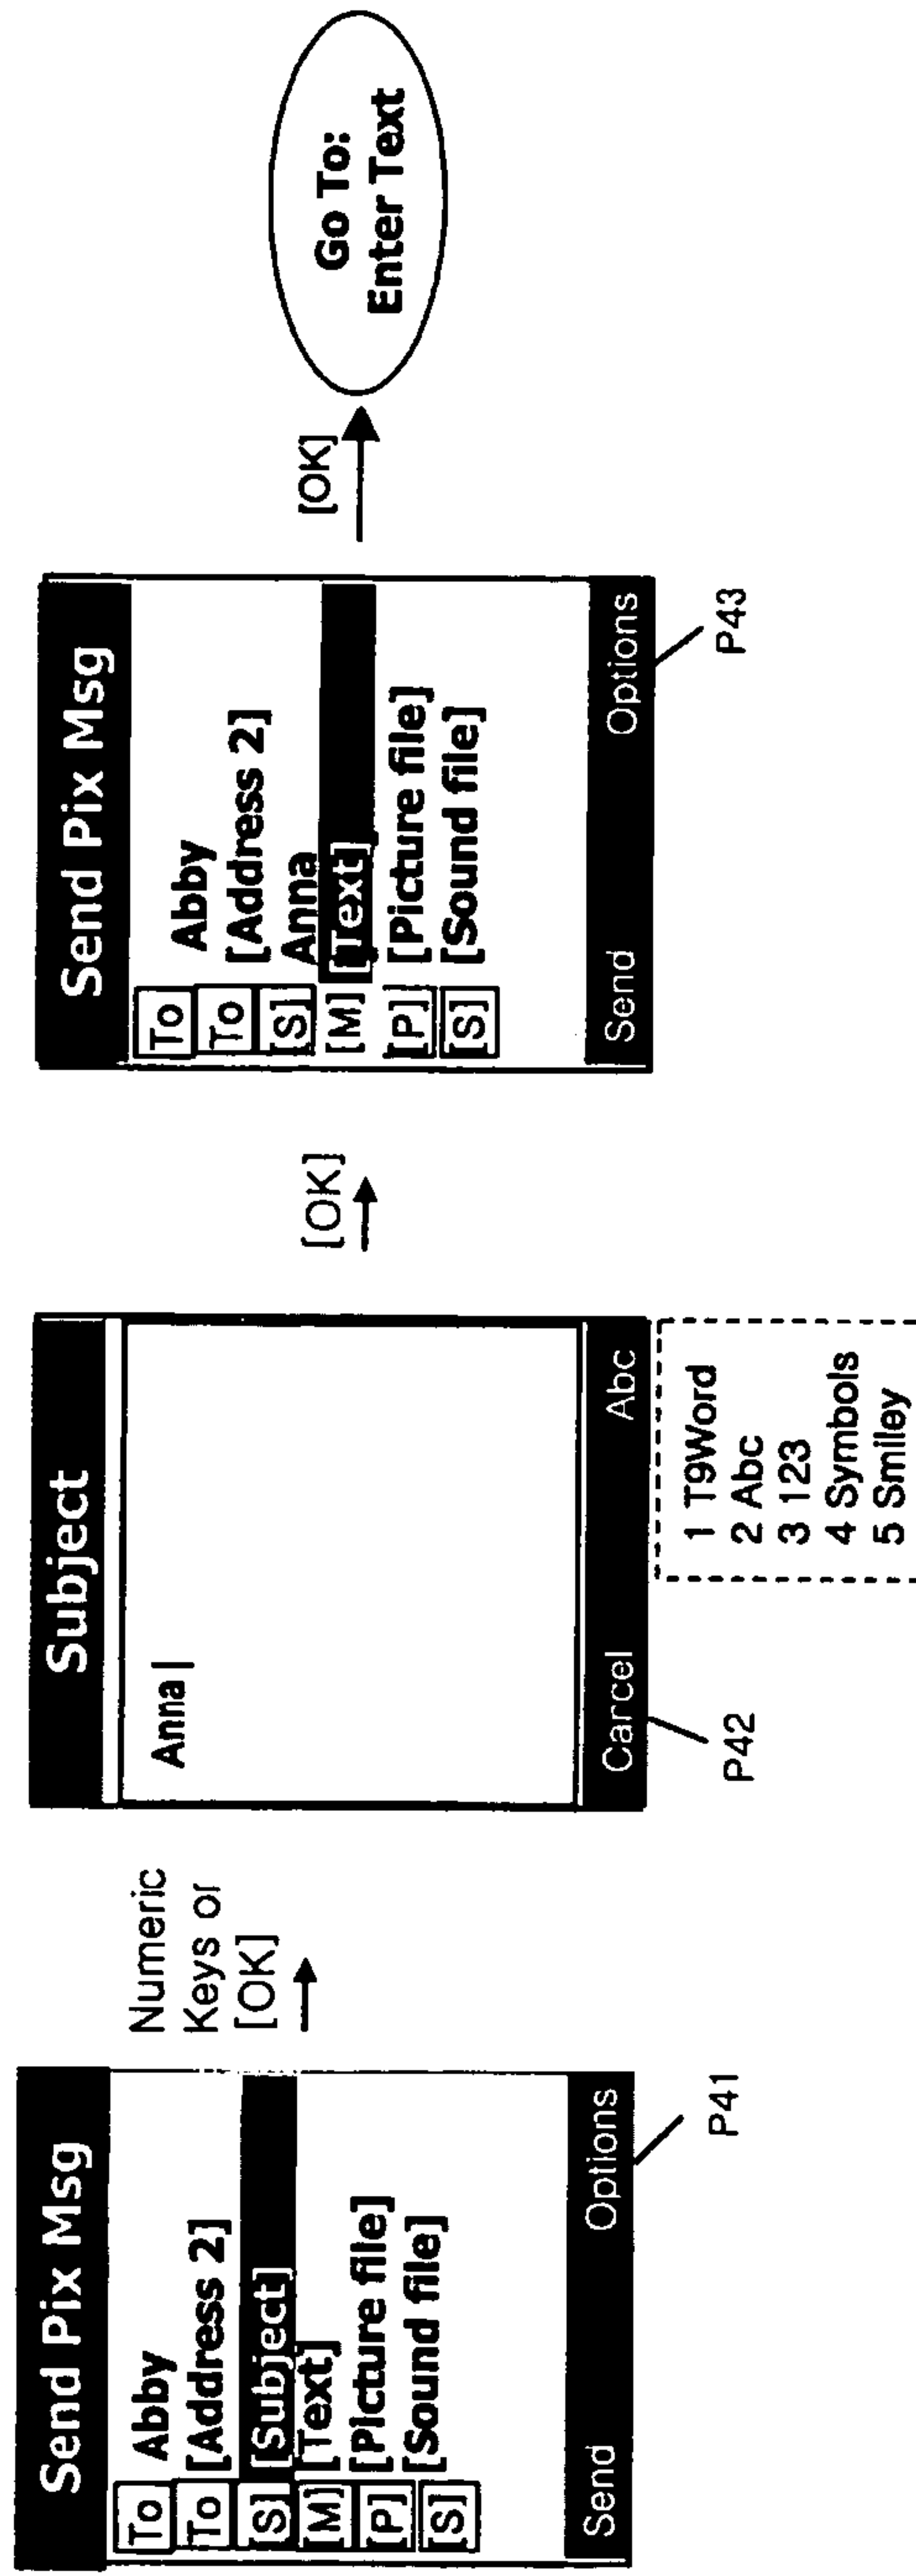 Send Pix Msg
To Abby
To [Address 2]
[S] [Subject]
[M] [Text]
[P] [Picture file]
[S] [Sound file]
Send Options
P41
Numeric
Keys or
[OK]
Subject
Anna|
Carcel Abc
P42
1 T9Word
2 Abc
3 123
4 Symbols
5 Smiley
[OK]
Send Pix Msg
To Abby
To [Address 2]
[S] Anna
[M] [Text]
[P] [Picture file]
[S] [Sound file]
Send Options
P43
[OK]
Go To:
Enter Text